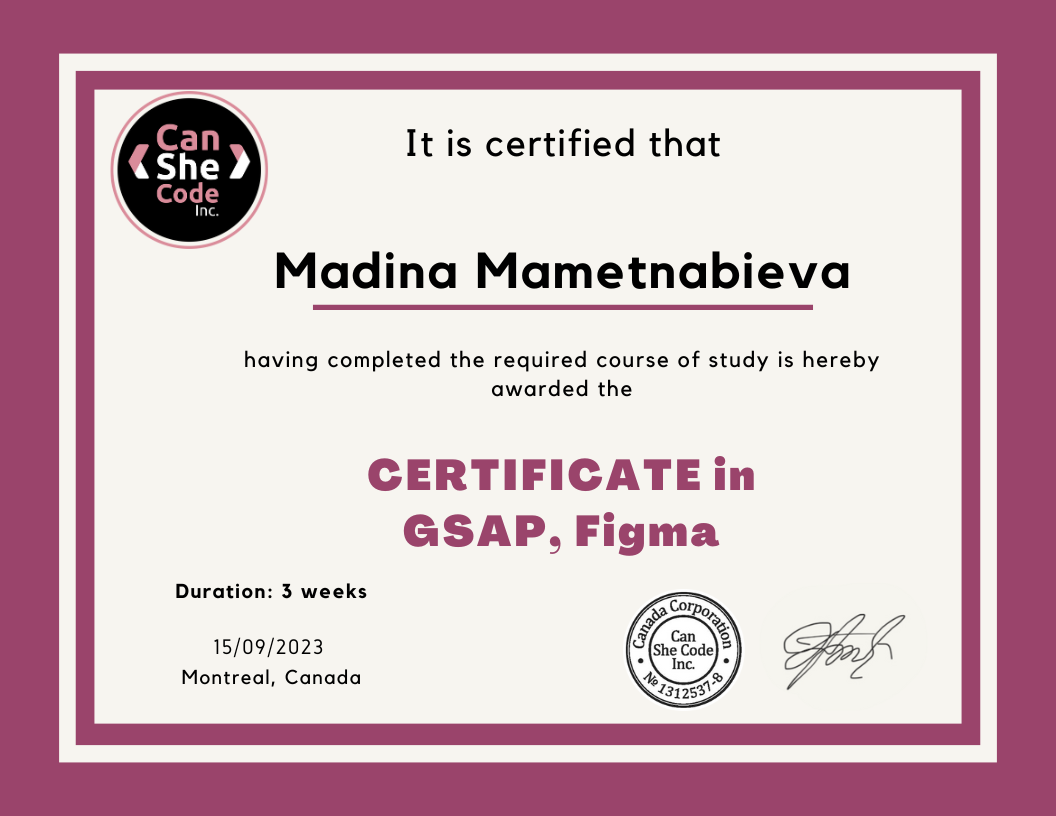 Can
She
Code
Inc.
It is certified that
Madina Mametnabieva
having completed the required course of study is hereby
awarded the
CERTIFICATE in
GSAP, Figma
Duration: 3 weeks
15/09/2023
Montreal, Canada
Canada Corporation
Can
She Code
Inc.
№ 1312537-8